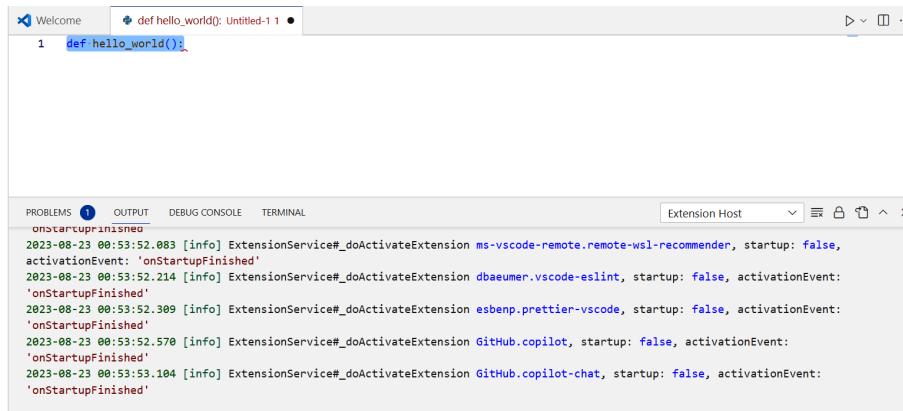 Welcome
def hello_world(): Untitled-1 1
1 def hello_world():
PROBLEMS 1 OUTPUT DEBUG CONSOLE TERMINAL Extension Host
'onStartupFinished'
2023-08-23 00:53:52.083 [info] ExtensionService#_doActivateExtension ms-vscode-remote.remote-wsl-recommender, startup: false,
activationEvent: 'onStartupFinished'
2023-08-23 00:53:52.214 [info] ExtensionService#_doActivateExtension dbaeumer.vscode-eslint, startup: false, activationEvent:
'onStartupFinished'
2023-08-23 00:53:52.309 [info] ExtensionService#_doActivateExtension esbenp.prettier-vscode, startup: false, activationEvent:
'onStartupFinished'
2023-08-23 00:53:52.570 [info] ExtensionService#_doActivateExtension GitHub.copilot, startup: false, activationEvent:
'onStartupFinished'
2023-08-23 00:53:53.104 [info] ExtensionService#_doActivateExtension GitHub.copilot-chat, startup: false, activationEvent:
'onStartupFinished'